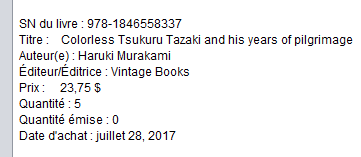 SN du livre : 978-1846558337
Titre : Colorless Tsukuru Tazaki and his years of pilgrimage
Auteur(e) : Haruki Murakami
Éditeur/Éditrice : Vintage Books
Prix : 23,75 $
Quantité : 5
Quantité émise : 0
Date d'achat : juillet 28, 2017